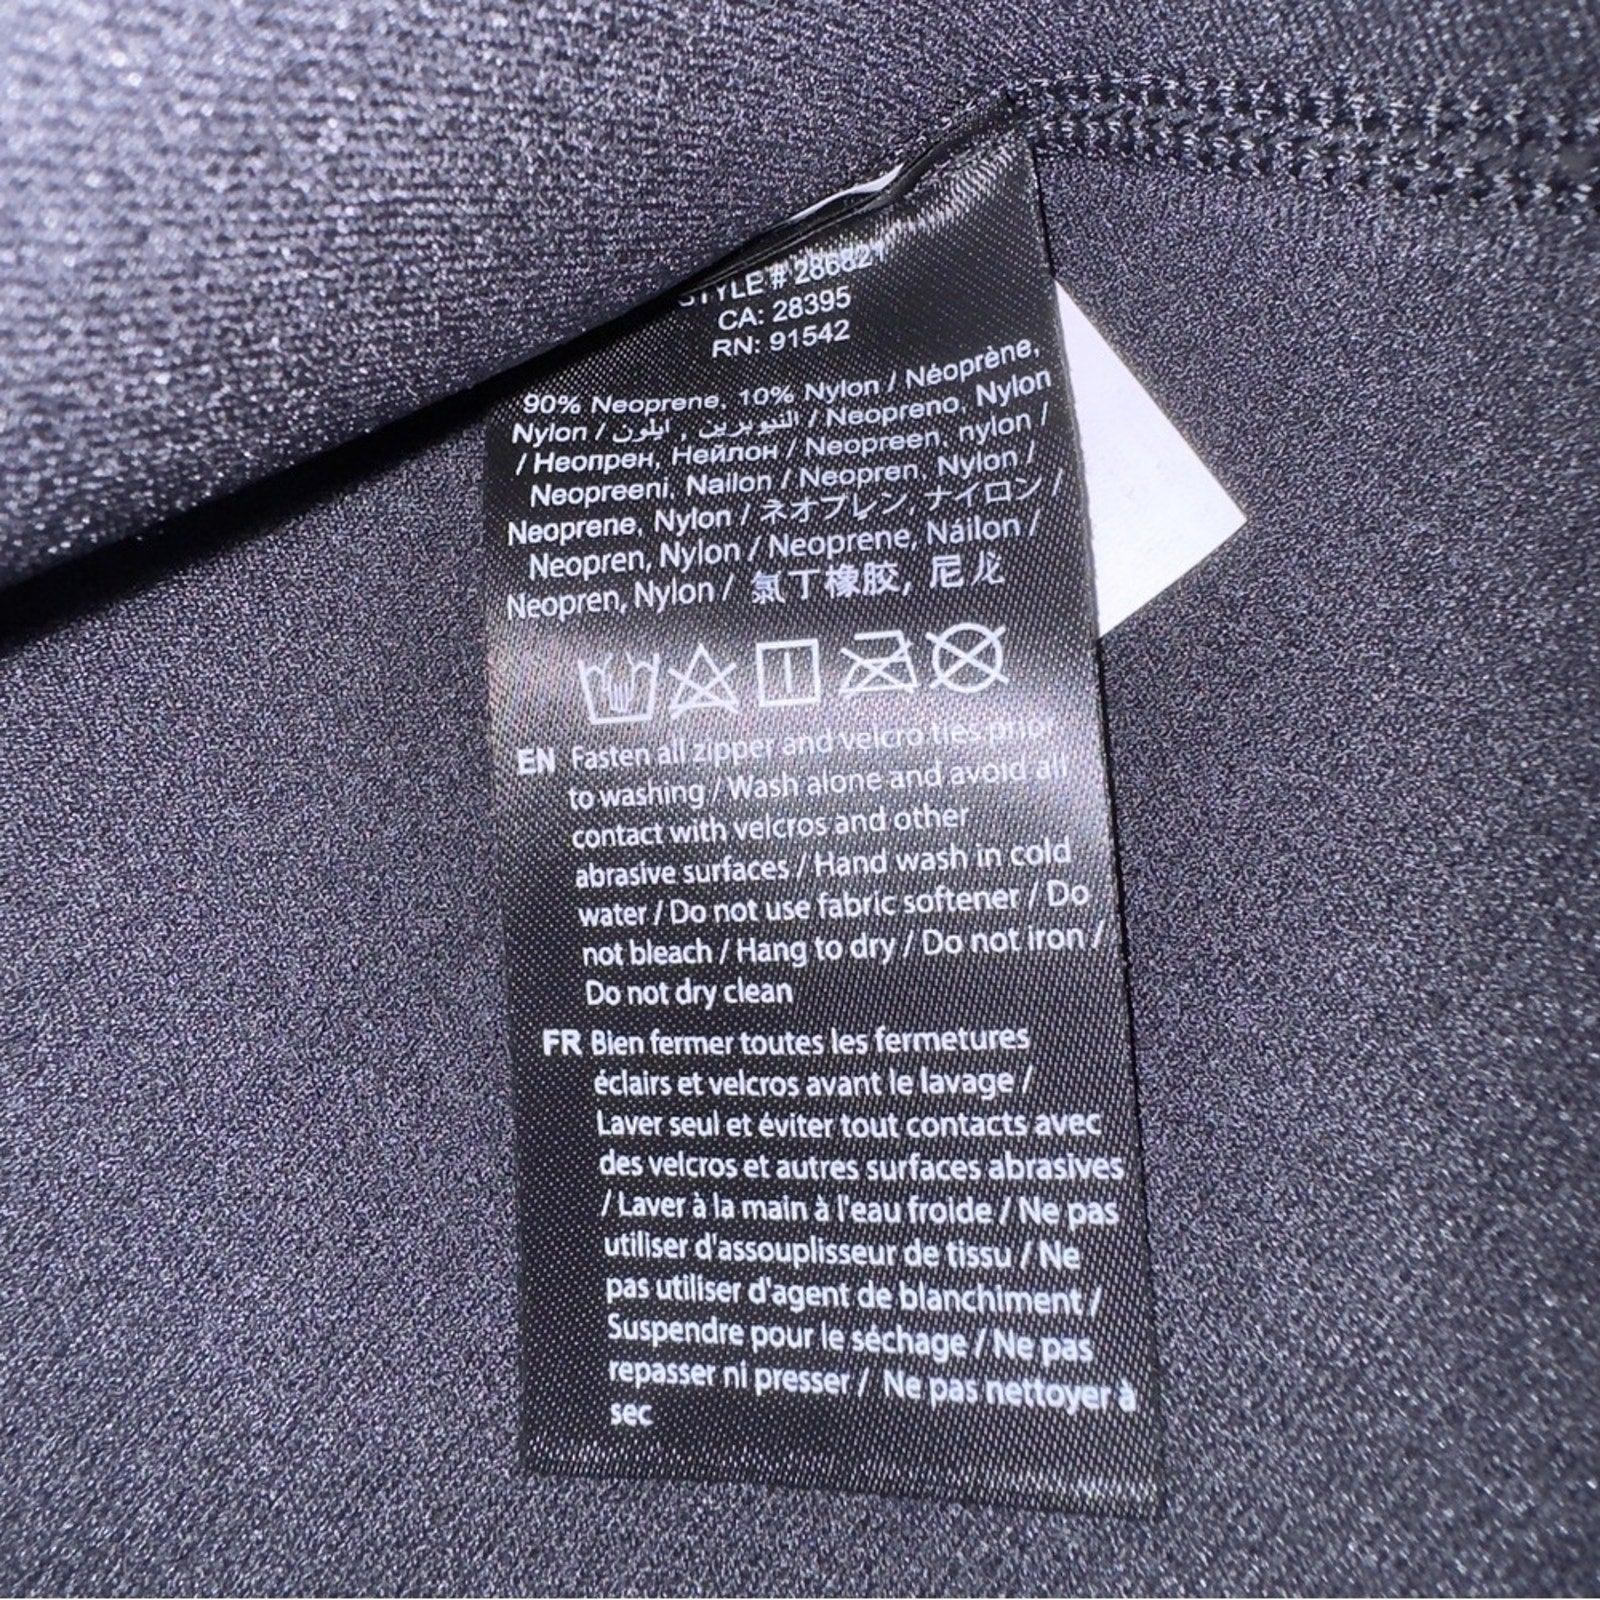 STYLE # 286821
CA: 28395
RN: 91542
90% Neoprene, 10% Nylon / Néoprène,
Nylon / النيوبرين , ايلون / Neopreno, Nylon
/ Неопрен, Нейлон / Neopreen, nylon /
Neopreeni, Nailon / Neopren, Nylon /
Neoprene, Nylon / ネオプレン, ナイロン /
Neopren, Nylon / Neoprene, Náilon /
Neopren, Nylon / 氯丁橡胶, 尼龙
EN Fasten all zipper and velcro ties prior
to washing / Wash alone and avoid all
contact with velcros and other
abrasive surfaces / Hand wash in cold
water / Do not use fabric softener / Do
not bleach / Hang to dry / Do not iron /
Do not dry clean
FR Bien fermer toutes les fermetures
éclairs et velcros avant le lavage /
Laver seul et éviter tout contacts avec
des velcros et autres surfaces abrasives
/ Laver à la main à l'eau froide / Ne pas
utiliser d'assouplisseur de tissu / Ne
pas utiliser d'agent de blanchiment /
Suspendre pour le séchage / Ne pas
repasser ni presser / Ne pas nettoyer à
sec